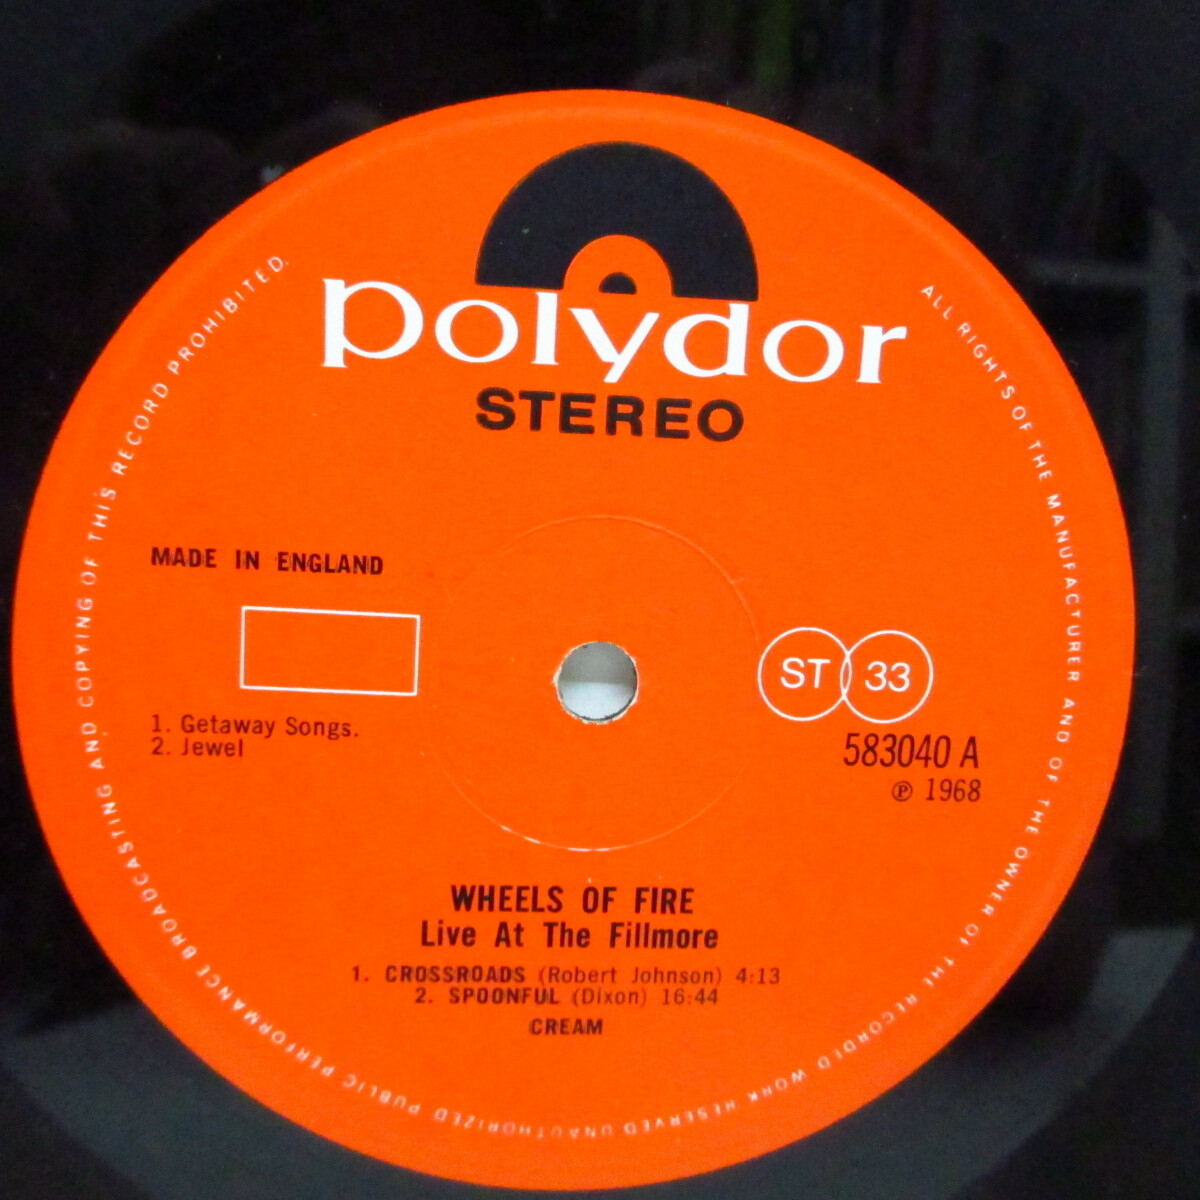 polydor
STEREO
MADE IN ENGLAND
ST 33
1. Getaway Songs.
2. Jewel
583040 A
℗ 1968
WHEELS OF FIRE
Live At The Fillmore
1. CROSSROADS (Robert Johnson) 4:13
2. SPOONFUL (Dixon) 16:44
CREAM
ALL RIGHTS OF THE MANUFACTURER AND OF THE OWNER OF THE RECORDED WORK RESERVED UNAUTHORIZED PUBLIC PERFORMANCE BROADCASTING AND COPYING OF THIS RECORD PROHIBITED.